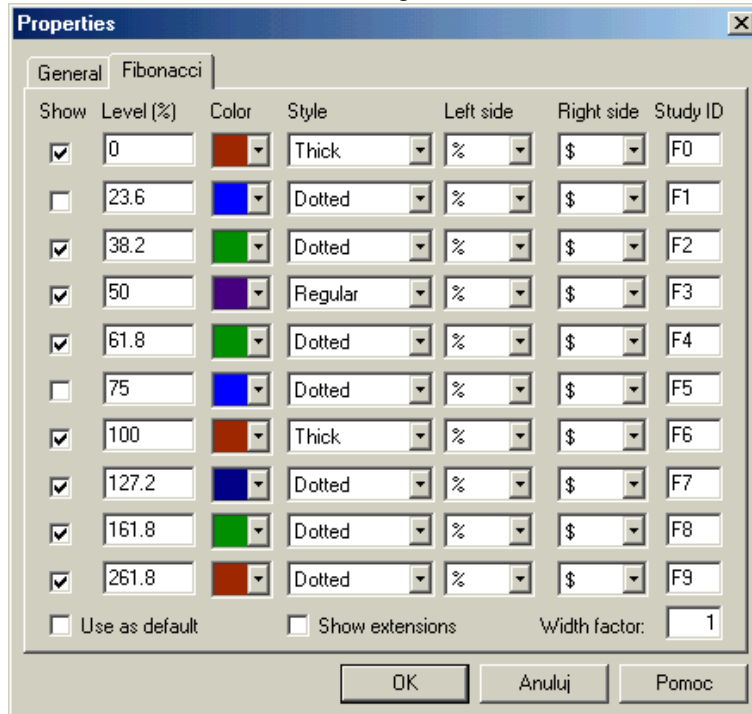 Properties
General Fibonacci
Show Level (%) Color Style Left side Right side Study ID
0 Thick % $ F0
23.6 Dotted % $ F1
38.2 Dotted % $ F2
50 Regular % $ F3
61.8 Dotted % $ F4
75 Dotted % $ F5
100 Thick % $ F6
127.2 Dotted % $ F7
161.8 Dotted % $ F8
261.8 Dotted % $ F9
Use as default Show extensions Width factor: 1
OK Anuluj Pomoc